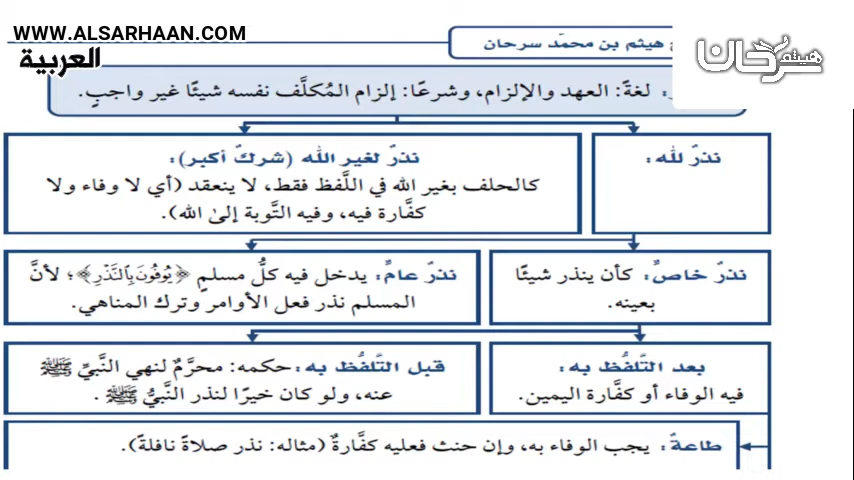 WWW.ALSARHAAN.COM
العربية
هيثم بن محمَّد سرحان
هيثم سرحان
لغةً: العهد والإلزام، وشرعًا: إلزام المُكلَّف نفسه شيئًا غير واجبٍ.
نذرٌ لله:
نذرٌ لغير الله (شركٌ أكبر):
كالحلف بغير الله في اللَّفظ فقط، لا ينعقد (أي لا وفاء ولا
كفَّارة فيه، وفيه التَّوبة إلىٰ الله).
نذرٌ خاصٌّ: كأن ينذر شيئًا
بعينه.
نذرٌ عامٌّ: يدخل فيه كلُّ مسلمٍ ﴿يُوفُونَ بِالنَّذْرِ﴾؛ لأنَّ
المسلم نذر فعل الأوامر وترك المناهي.
بعد التَّلفُّظ به:
فيه الوفاء أو كفَّارة اليمين.
قبل التَّلفُّظ به: حكمه: محرَّمٌ لنهي النَّبيِّ ﷺ
عنه، ولو كان خيرًا لنذر النَّبيُّ ﷺ.
طاعةٌ: يجب الوفاء به، وإن حنث فعليه كفَّارةٌ (مثاله: نذر صلاةً نافلةً).